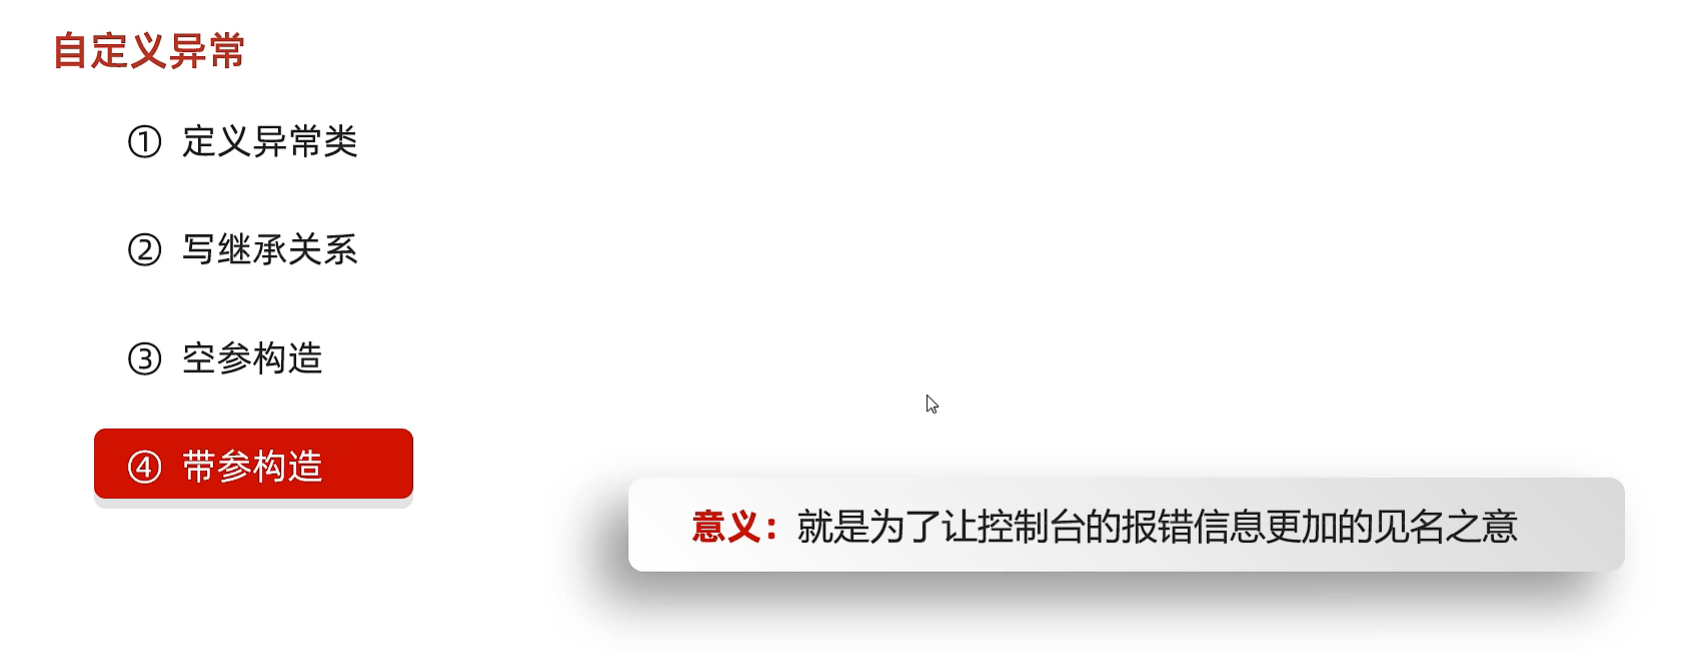 自定义异常
① 定义异常类
② 写继承关系
③ 空参构造
④ 带参构造
意义：就是为了让控制台的报错信息更加的见名之意